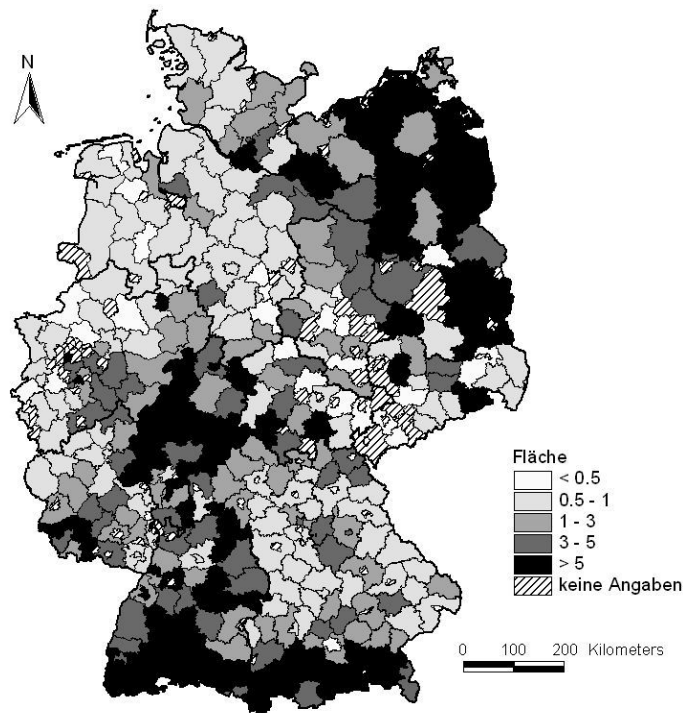 N
Fläche
< 0.5
0.5 - 1
1 - 3
3 - 5
> 5
keine Angaben
0 100 200 Kilometers